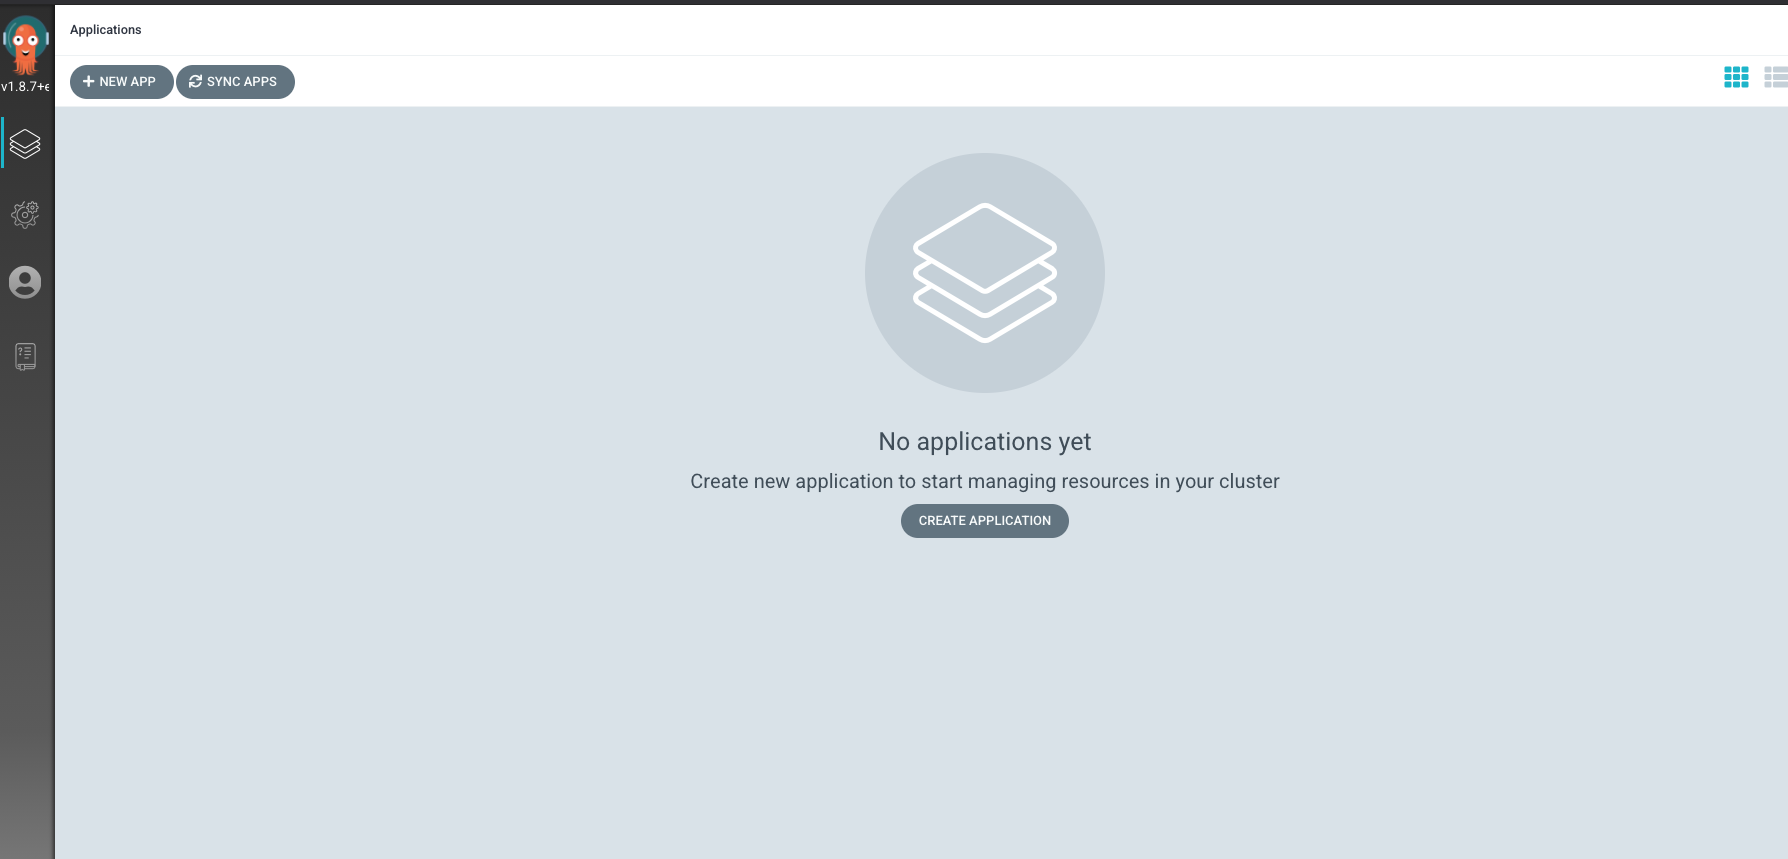 Applications
NEW APP
SYNC APPS
v1.8.7+e
No applications yet
Create new application to start managing resources in your cluster
CREATE APPLICATION